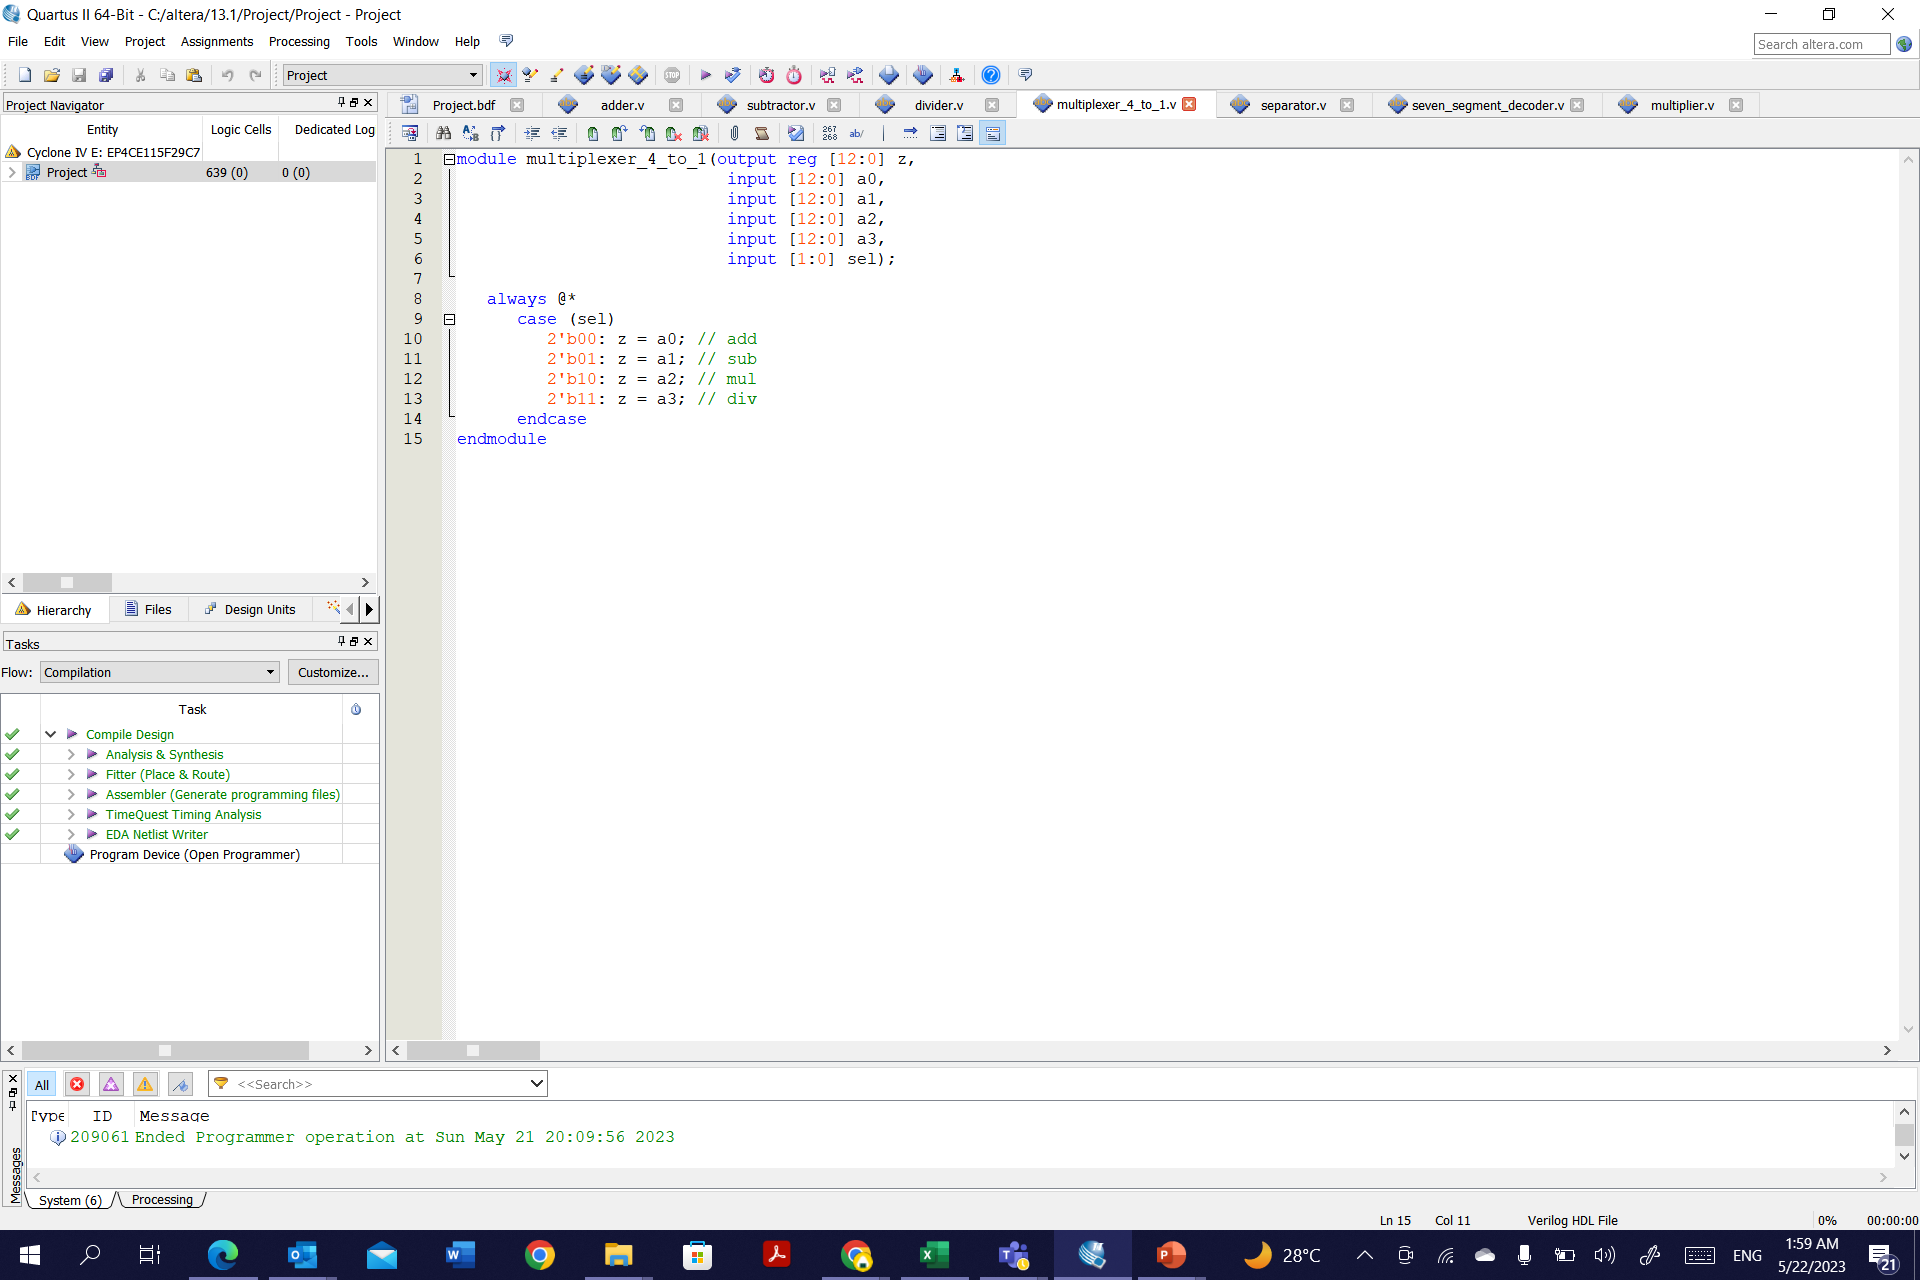 Quartus II 64-Bit - C:/altera/13.1/Project/Project - Project
File Edit View Project Assignments Processing Tools Window Help
Search altera.com
Project
Project Navigator
Entity Logic Cells Dedicated Log
Cyclone IV E: EP4CE115F29C7
Project 639 (0) 0 (0)
Hierarchy Files Design Units
Tasks
Flow: Compilation Customize...
Task
Compile Design
Analysis & Synthesis
Fitter (Place & Route)
Assembler (Generate programming files)
TimeQuest Timing Analysis
EDA Netlist Writer
Program Device (Open Programmer)
Project.bdf adder.v subtractor.v divider.v multiplexer_4_to_1.v separator.v seven_segment_decoder.v multiplier.v
267 268 ab/
1 module multiplexer_4_to_1(output reg [12:0] z,
2 input [12:0] a0,
3 input [12:0] a1,
4 input [12:0] a2,
5 input [12:0] a3,
6 input [1:0] sel);
7
8 always @*
9 case (sel)
10 2'b00: z = a0; // add
11 2'b01: z = a1; // sub
12 2'b10: z = a2; // mul
13 2'b11: z = a3; // div
14 endcase
15 endmodule
All <<Search>>
Type ID Message
209061 Ended Programmer operation at Sun May 21 20:09:56 2023
Messages
System (6) Processing
Ln 15 Col 11 Verilog HDL File 0% 00:00:00
28°C ENG 1:59 AM
5/22/2023 21